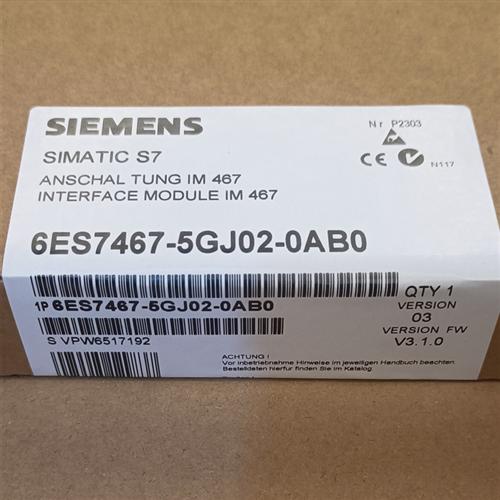 SIEMENS
Nr P2303
SIMATIC S7
CE N117
ANSCHAL TUNG IM 467
INTERFACE MODULE IM 467
6ES7467-5GJ02-0AB0
QTY 1
1P 6ES7467-5GJ02-0AB0
VERSION
03
S VPW6517192
VERSION FW
V3.1.0
ACHTUNG !
Vor Inbetriebnahme Hinweise im jeweiligen Handbuch beachten.
Bestelldaten hierfür finden Sie im Katalog.